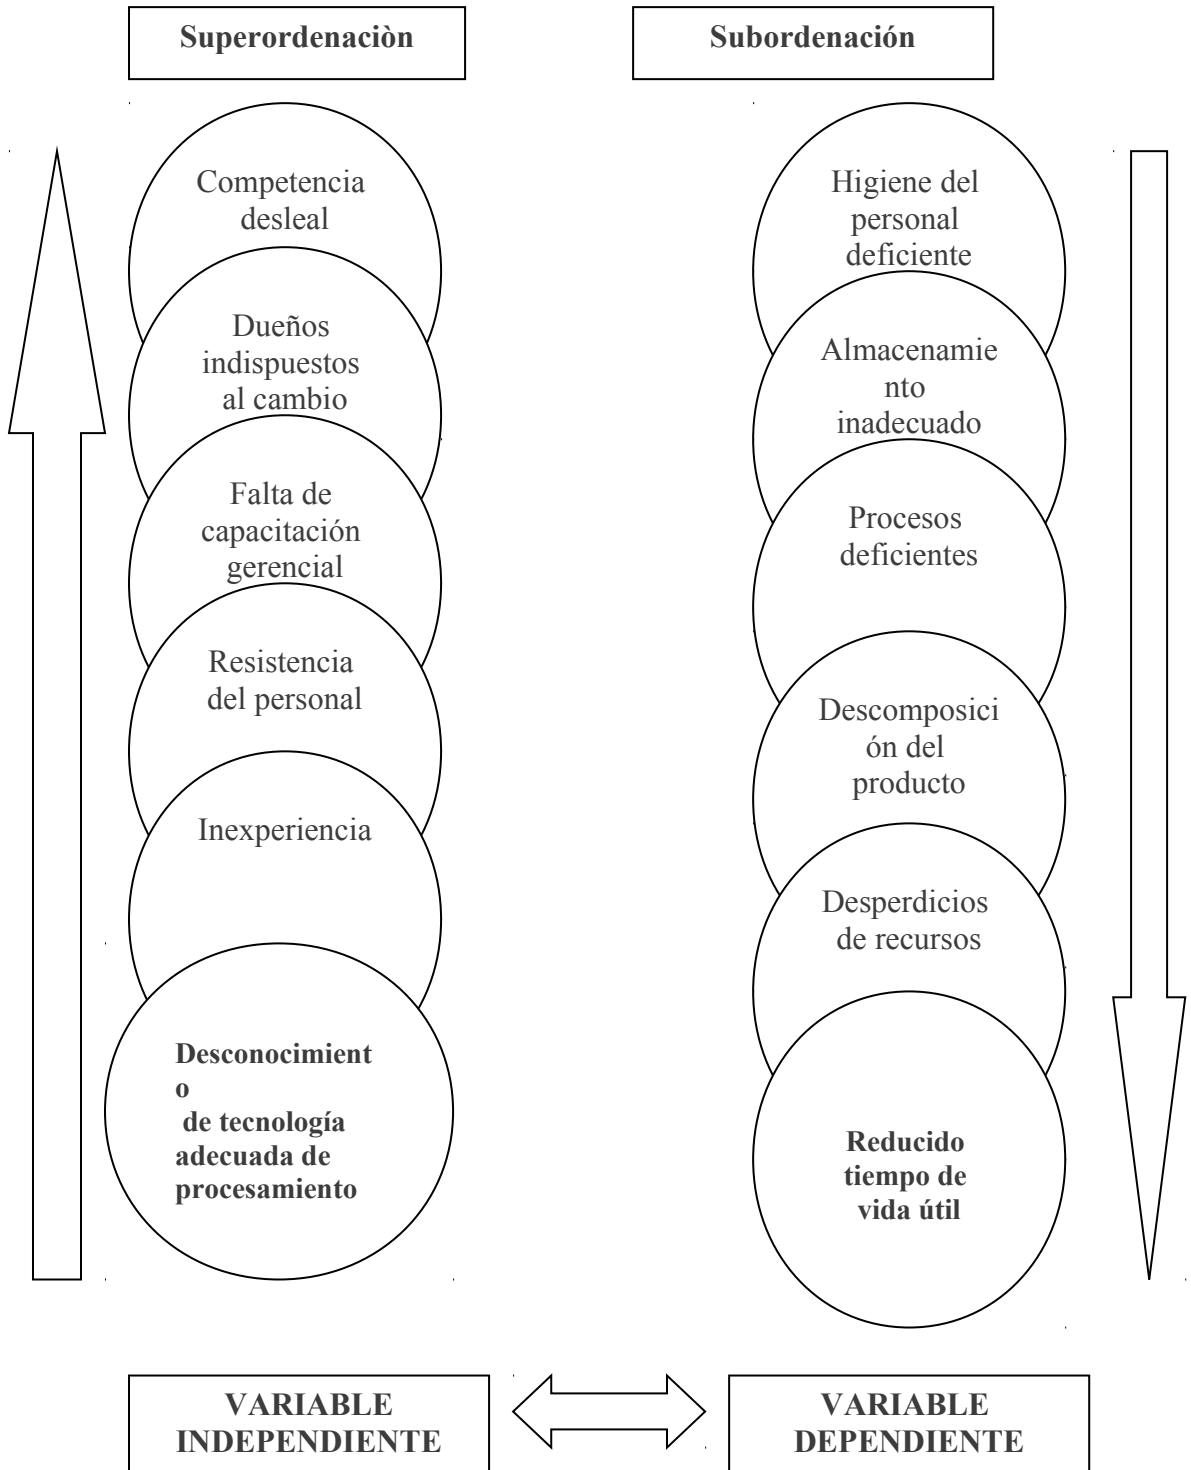 Superordenaciòn
Competencia
desleal
Dueños
indispuestos
al cambio
Falta de
capacitación
gerencial
Resistencia
del personal
Inexperiencia
Desconocimient
o
de tecnología
adecuada de
procesamiento
VARIABLE
INDEPENDIENTE
Subordenación
Higiene del
personal
deficiente
Almacenamie
nto
inadecuado
Procesos
deficientes
Descomposici
ón del
producto
Desperdicios
de recursos
Reducido
tiempo de
vida útil
VARIABLE
DEPENDIENTE